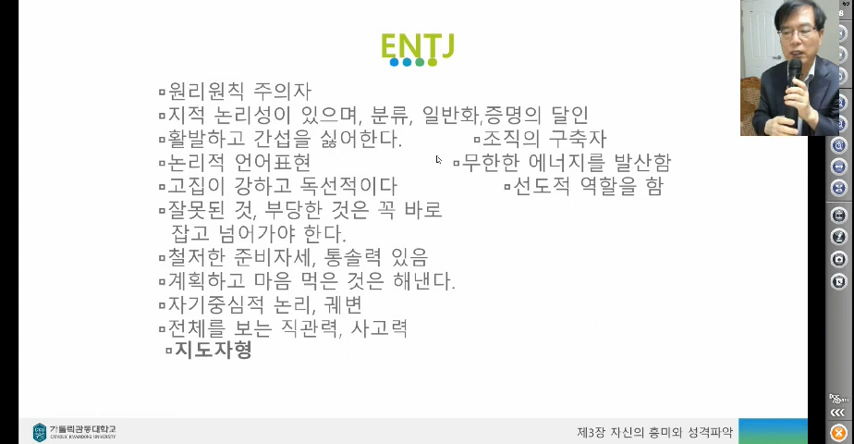 ENTJ
▫원리원칙 주의자
▫지적 논리성이 있으며, 분류, 일반화,증명의 달인
▫활발하고 간섭을 싫어한다. ▫조직의 구축자
▫논리적 언어표현 ▫무한한 에너지를 발산함
▫고집이 강하고 독선적이다 ▫선도적 역할을 함
▫잘못된 것, 부당한 것은 꼭 바로
잡고 넘어가야 한다.
▫철저한 준비자세, 통솔력 있음
▫계획하고 마음 먹은 것은 해낸다.
▫자기중심적 논리, 궤변
▫전체를 보는 직관력, 사고력
▫지도자형
가톨릭관동대학교
CATHOLIC KWANDONG UNIVERSITY
제3장 자신의 흥미와 성격파악